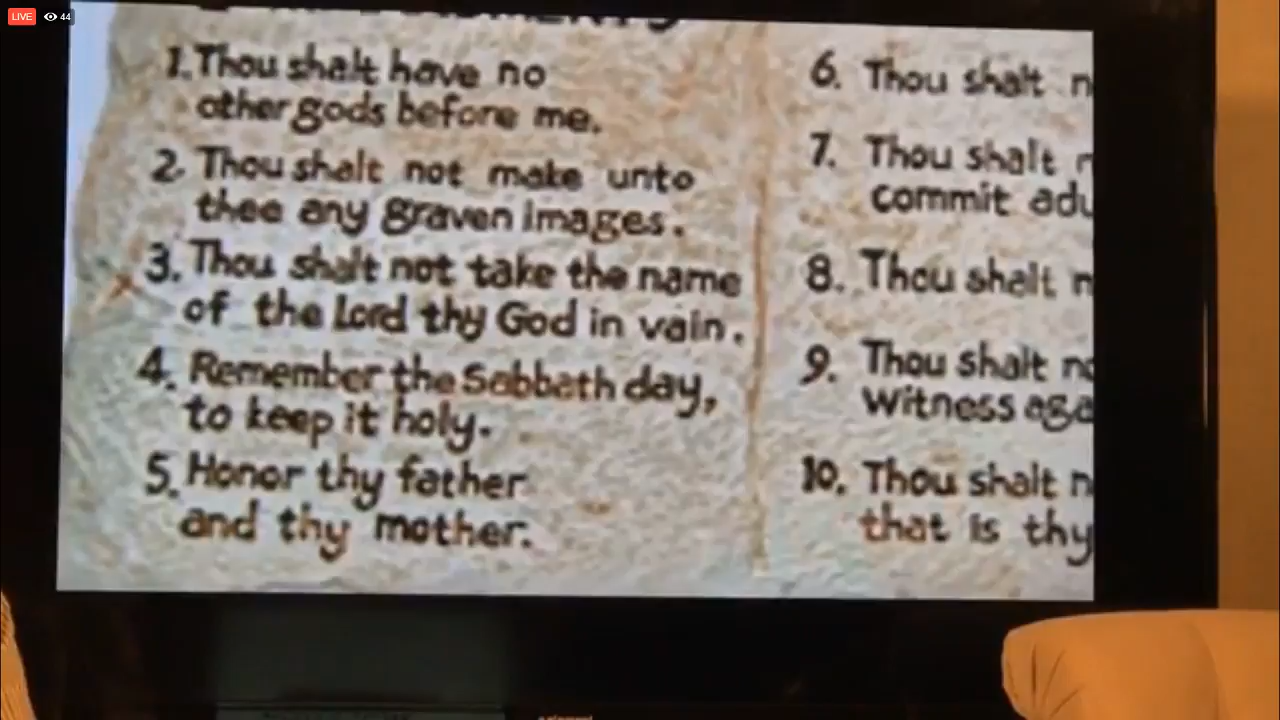 LIVE 44
1. Thou shalt have no
other gods before me.
2. Thou shalt not make unto
thee any graven images.
3. Thou shalt not take the name
of the Lord thy God in vain.
4. Remember the Sabbath day,
to keep it holy.
5. Honor thy father
and thy mother.
6. Thou shalt n
7. Thou shalt
commit adu
8. Thou shalt n
9. Thou shalt no
witness aga
10. Thou shalt n
that is thy